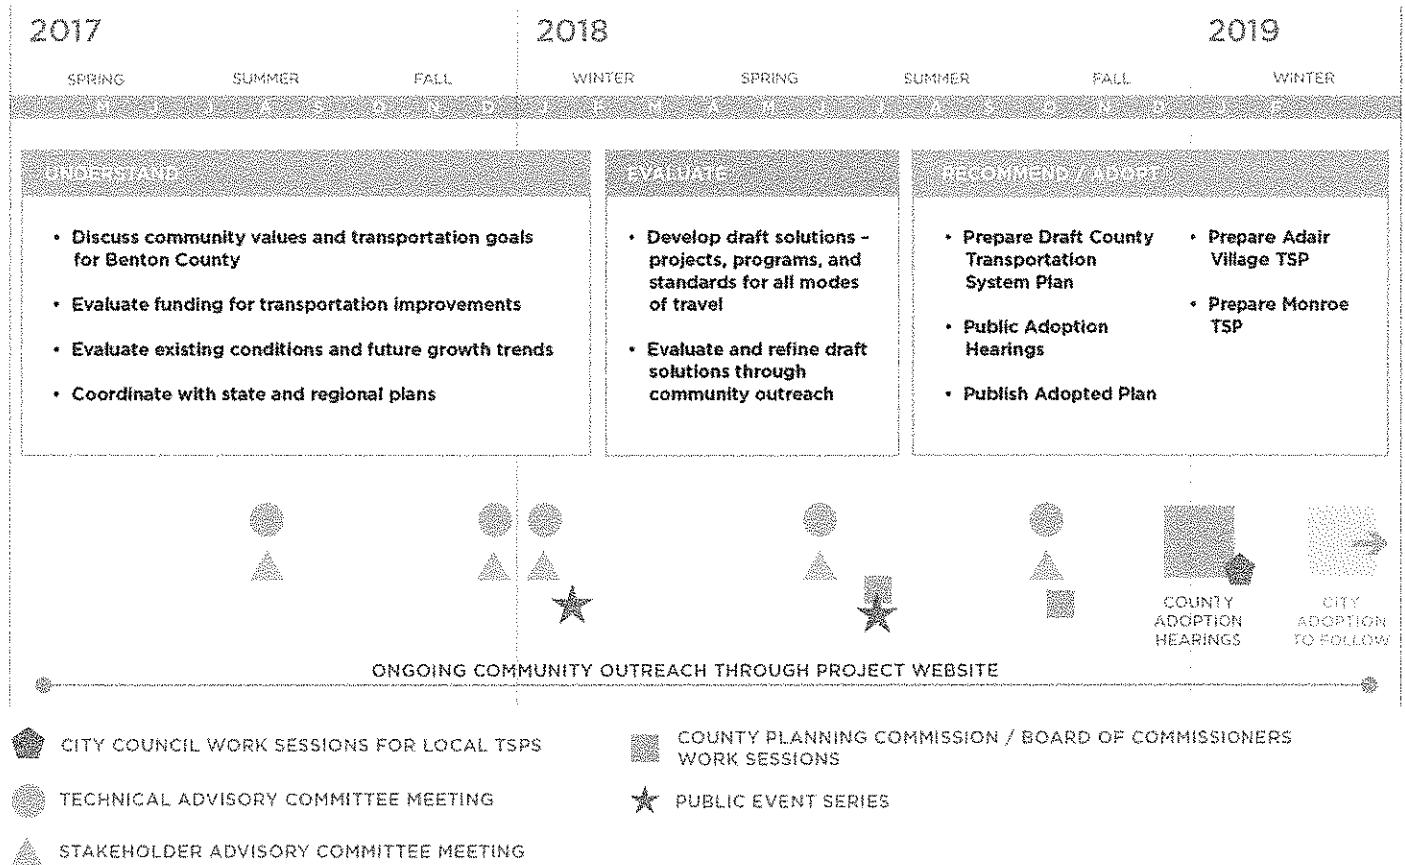 2017
2018
2019
SPRING
SUMMER
FALL
WINTER
SPRING
SUMMER
FALL
WINTER
M J J A S O N D J F M A M J J A S O N D J F
UNDERSTAND
• Discuss community values and transportation goals
for Benton County
• Evaluate funding for transportation improvements
• Evaluate existing conditions and future growth trends
• Coordinate with state and regional plans
EVALUATE
• Develop draft solutions –
projects, programs, and
standards for all modes
of travel
• Evaluate and refine draft
solutions through
community outreach
RECOMMEND / ADOPT
• Prepare Draft County
Transportation
System Plan
• Public Adoption
Hearings
• Publish Adopted Plan
• Prepare Adair
Village TSP
• Prepare Monroe
TSP
COUNTY
ADOPTION
HEARINGS
CITY
ADOPTION
TO FOLLOW
ONGOING COMMUNITY OUTREACH THROUGH PROJECT WEBSITE
CITY COUNCIL WORK SESSIONS FOR LOCAL TSPS
TECHNICAL ADVISORY COMMITTEE MEETING
STAKEHOLDER ADVISORY COMMITTEE MEETING
COUNTY PLANNING COMMISSION / BOARD OF COMMISSIONERS
WORK SESSIONS
PUBLIC EVENT SERIES